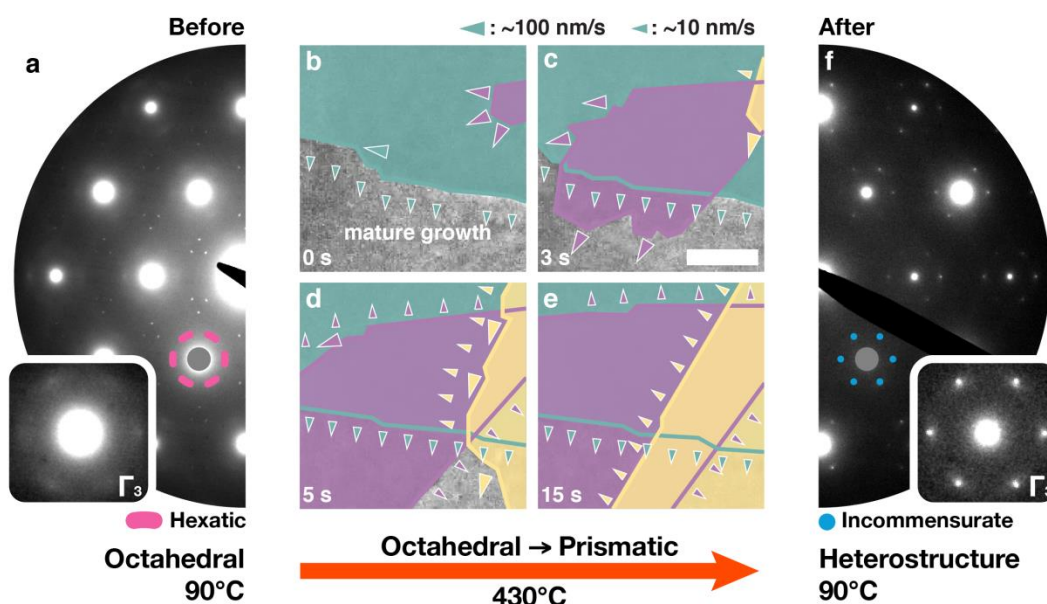 Before
: ~100 nm/s
: ~10 nm/s
After
a
b
c
f
mature growth
0 s
3 s
d
e
5 s
15 s
Γ₃
Hexatic
Octahedral
90°C
Octahedral → Prismatic
430°C
Incommensurate
Heterostructure
90°C